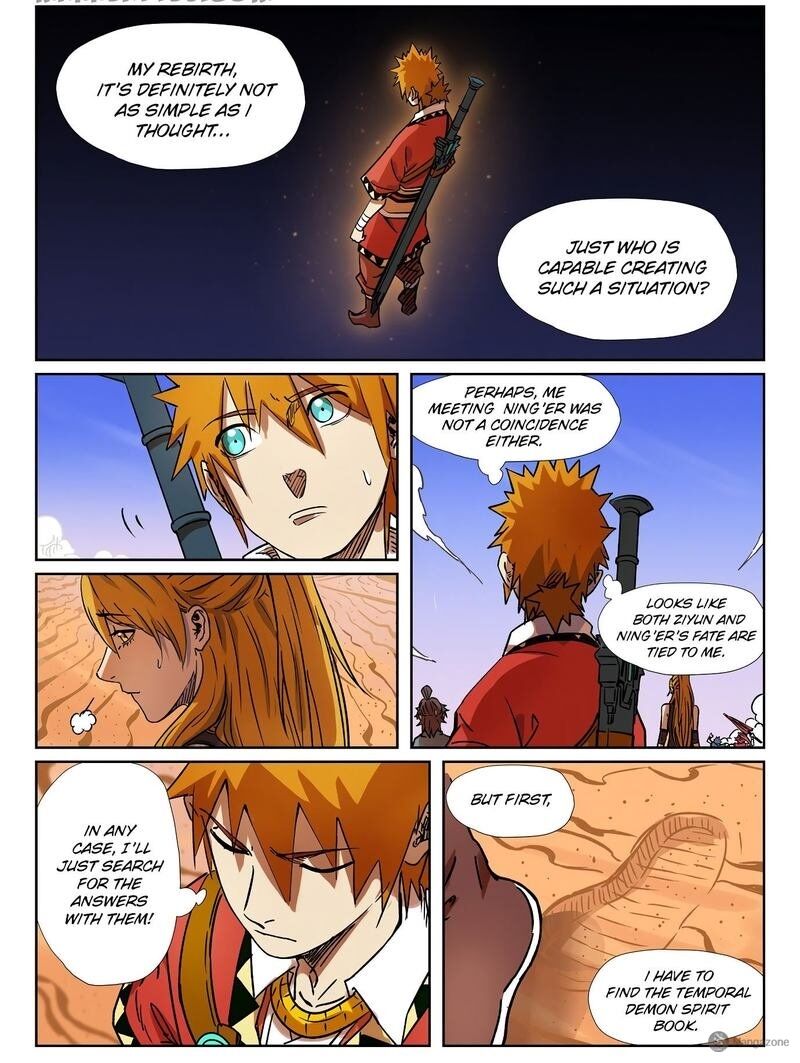 MY REBIRTH,
IT'S DEFINITELY NOT
AS SIMPLE AS I
THOUGHT...
JUST WHO IS
CAPABLE CREATING
SUCH A SITUATION?
PERHAPS, ME
MEETING NING'ER WAS
NOT A COINCIDENCE
EITHER.
LOOKS LIKE
BOTH ZIYUN AND
NING'ER'S FATE ARE
TIED TO ME.
IN ANY
CASE, I'LL
JUST SEARCH
FOR THE
ANSWERS
WITH THEM!
BUT FIRST,
I HAVE TO
FIND THE TEMPORAL
DEMON SPIRIT
BOOK.
Mangazone